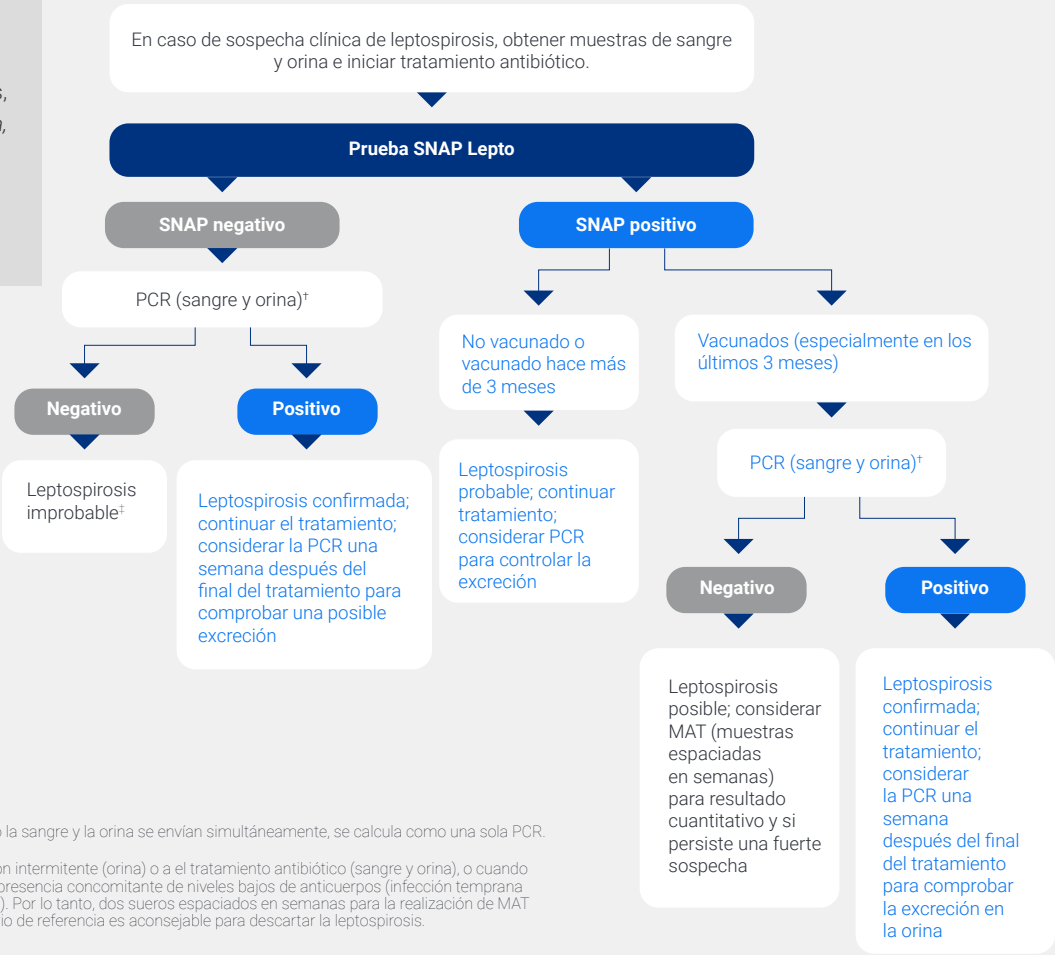 En caso de sospecha clínica de leptospirosis, obtener muestras de sangre
y orina e iniciar tratamiento antibiótico.
Prueba SNAP Lepto
SNAP negativo
SNAP positivo
PCR (sangre y orina)†
No vacunado o
vacunado hace más
de 3 meses
Vacunados (especialmente en los
últimos 3 meses)
Negativo
Positivo
Leptospirosis
improbable‡
Leptospirosis confirmada;
continuar el tratamiento;
considerar la PCR una
semana después del
final del tratamiento para
comprobar una posible
excreción
Leptospirosis
probable; continuar
tratamiento;
considerar PCR
para controlar la
excreción
PCR (sangre y orina)†
Negativo
Positivo
Leptospirosis
posible; considerar
MAT (muestras
espaciadas
en semanas)
para resultado
cuantitativo y si
persiste una fuerte
sospecha
Leptospirosis
confirmada;
continuar el
tratamiento;
considerar
la PCR una
semana
después del final
del tratamiento
para comprobar
la excreción en
la orina
la sangre y la orina se envían simultáneamente, se calcula como una sola PCR.
intermitente (orina) o a el tratamiento antibiótico (sangre y orina), o cuando
presencia concomitante de niveles bajos de anticuerpos (infección temprana
). Por lo tanto, dos sueros espaciados en semanas para la realización de MAT
io de referencia es aconsejable para descartar la leptospirosis.